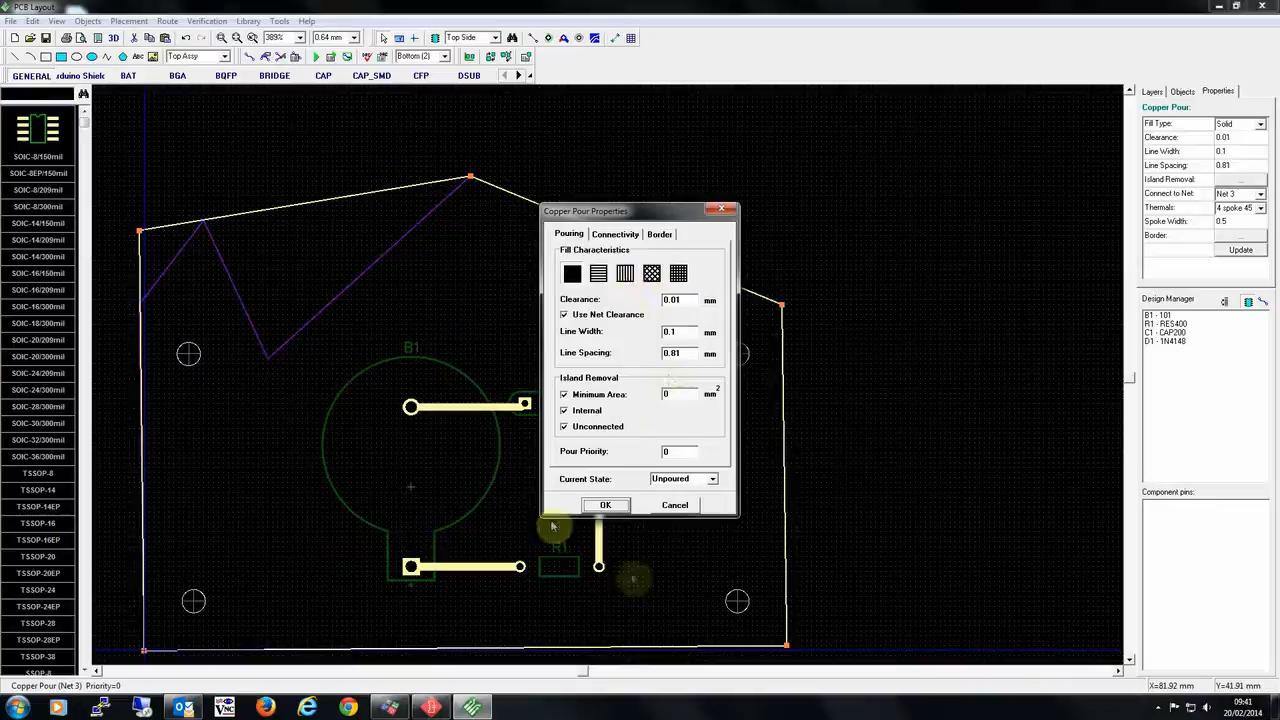 PCB Layout
File Edit View Objects Placement Route Verification Library Tools Help
3D 389% 0.64 mm Top Side
Abc Top Assy Bottom (2)
GENERAL rduino Shielc BAT BGA BQFP BRIDGE CAP CAP_SMD CFP DSUB
SOIC-8/150mil
SOIC-8EP/150mil
SOIC-8/209mil
SOIC-8/300mil
SOIC-14/150mil
SOIC-14/209mil
SOIC-14/300mil
SOIC-16/150mil
SOIC-16/209mil
SOIC-16/300mil
SOIC-18/300mil
SOIC-20/209mil
SOIC-20/300mil
SOIC-24/209mil
SOIC-24/300mil
SOIC-28/300mil
SOIC-30/300mil
SOIC-32/300mil
SOIC-36/300mil
TSSOP-8
TSSOP-14
TSSOP-14EP
TSSOP-16
TSSOP-16EP
TSSOP-20
TSSOP-20EP
TSSOP-24
TSSOP-24EP
TSSOP-28
TSSOP-28EP
TSSOP-38
B1
R1
Copper Pour Properties
Pouring Connectivity Border
Fill Characteristics
Clearance: 0.01 mm
Use Net Clearance
Line Width: 0.1 mm
Line Spacing: 0.81 mm
Island Removal
Minimum Area: 0 mm2
Internal
Unconnected
Pour Priority: 0
Current State: Unpoured
OK Cancel
Layers Objects Properties
Copper Pour:
Fill Type: Solid
Clearance: 0.01
Line Width: 0.1
Line Spacing: 0.81
Island Removal: ...
Connect to Net: Net 3
Thermals: 4 spoke 45
Spoke Width: 0.5
Border: ...
Update
Design Manager
B1 - 101
R1 - RES400
C1 - CAP200
D1 - 1N4148
Component pins:
Copper Pour (Net 3) Priority=0
X=81.92 mm Y=41.91 mm
09:41
20/02/2014